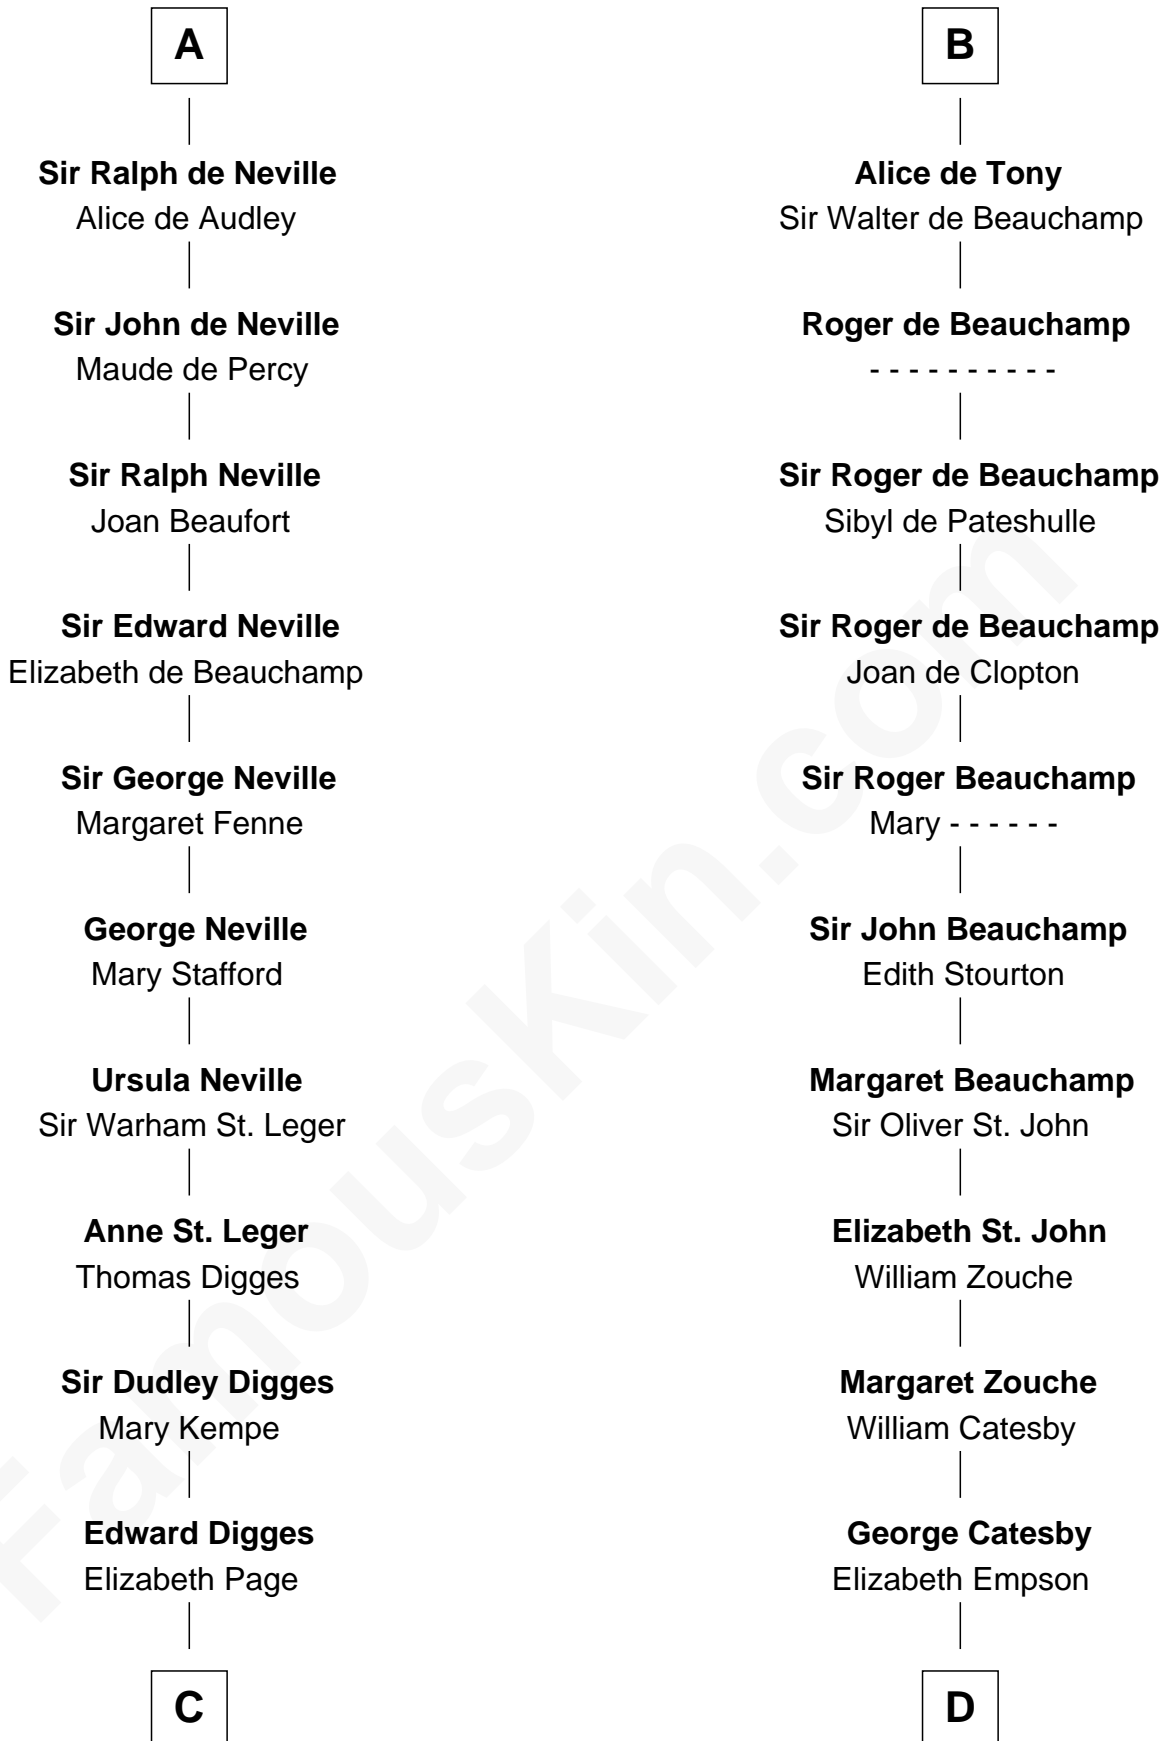 A
Sir Ralph de Neville
Alice de Audley
Sir John de Neville
Maude de Percy
Sir Ralph Neville
Joan Beaufort
Sir Edward Neville
Elizabeth de Beauchamp
Sir George Neville
Margaret Fenne
George Neville
Mary Stafford
Ursula Neville
Sir Warham St. Leger
Anne St. Leger
Thomas Digges
Sir Dudley Digges
Mary Kempe
Edward Digges
Elizabeth Page
C
B
Alice de Tony
Sir Walter de Beauchamp
Roger de Beauchamp
- - - - - - - - - -
Sir Roger de Beauchamp
Sibyl de Pateshulle
Sir Roger de Beauchamp
Joan de Clopton
Sir Roger Beauchamp
Mary - - - - - -
Sir John Beauchamp
Edith Stourton
Margaret Beauchamp
Sir Oliver St. John
Elizabeth St. John
William Zouche
Margaret Zouche
William Catesby
George Catesby
Elizabeth Empson
D
FamousKin.com